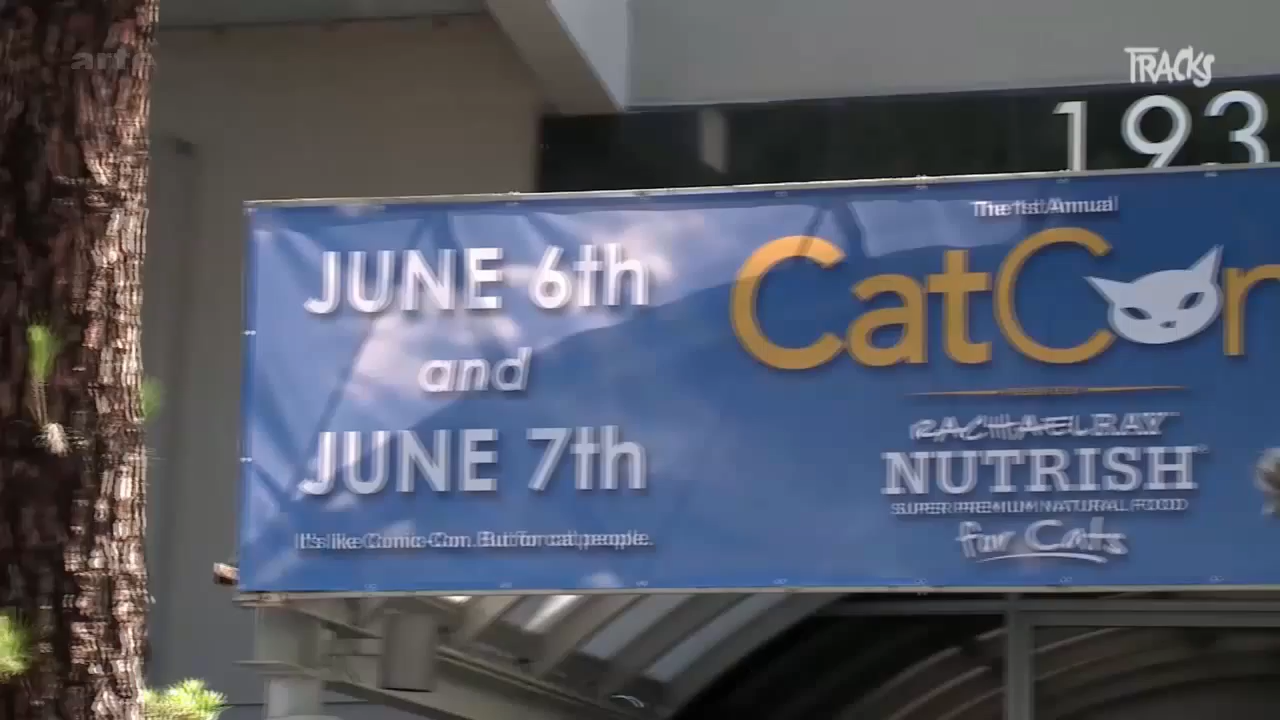 arte
TRACKS
193
The 1st Annual
CatCon
JUNE 6th
and
JUNE 7th
It's like Comic-Con. But for cat people.
RACHAEL RAY
NUTRISH
SUPER PREMIUM NATURAL FOOD
for Cats